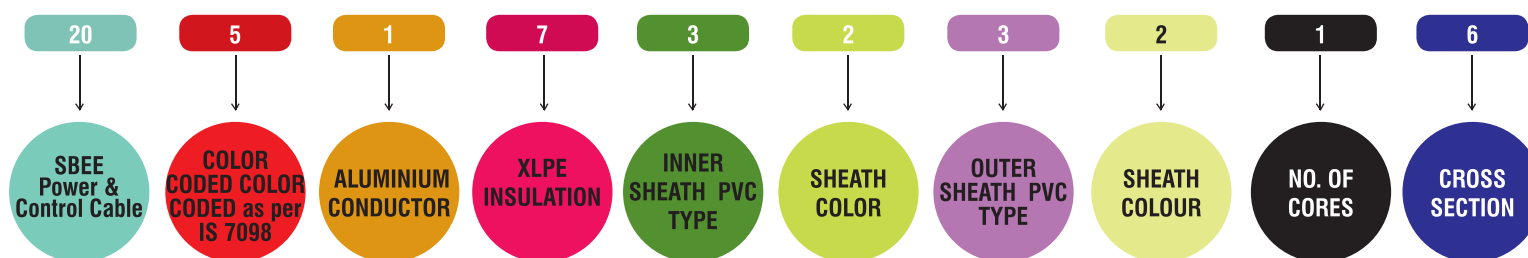 20 5 1 7 3 2 3 2 1 6
SBEE
Power &
Control Cable
COLOR
CODED COLOR
CODED as per
IS 7098
ALUMINIUM
CONDUCTOR
XLPE
INSULATION
INNER
SHEATH PVC
TYPE
SHEATH
COLOR
OUTER
SHEATH PVC
TYPE
SHEATH
COLOUR
NO. OF
CORES
CROSS
SECTION